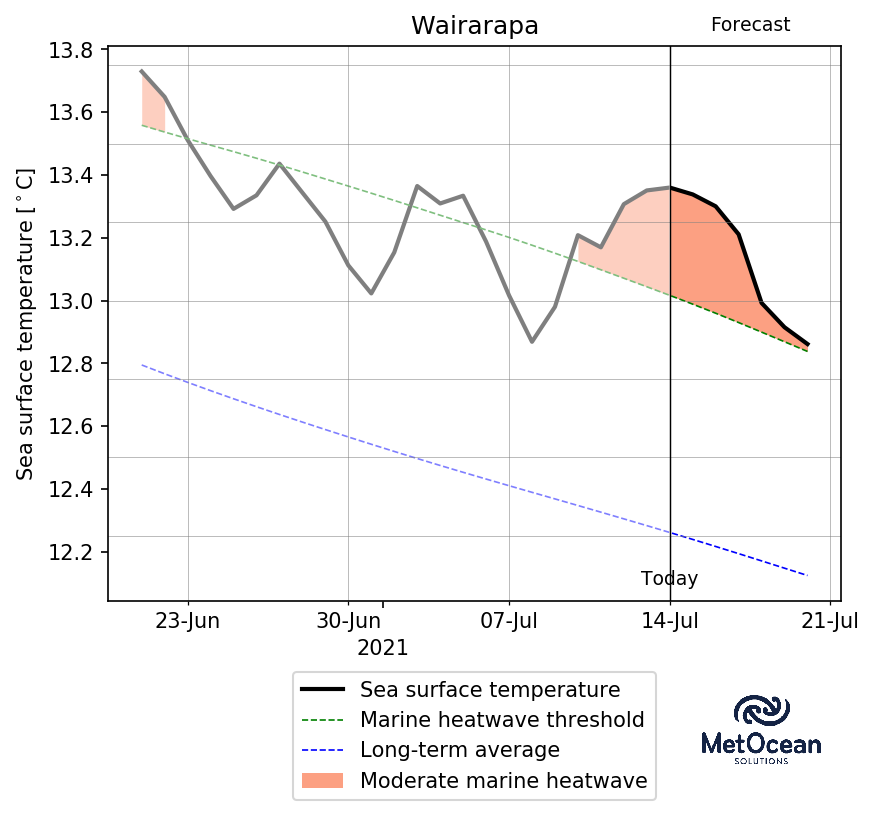 Wairarapa
Forecast
Sea surface temperature [°C]
13.8
13.6
13.4
13.2
13.0
12.8
12.6
12.4
12.2
Today
23-Jun
30-Jun
07-Jul
14-Jul
21-Jul
2021
Sea surface temperature
Marine heatwave threshold
Long-term average
Moderate marine heatwave
MetOcean
SOLUTIONS